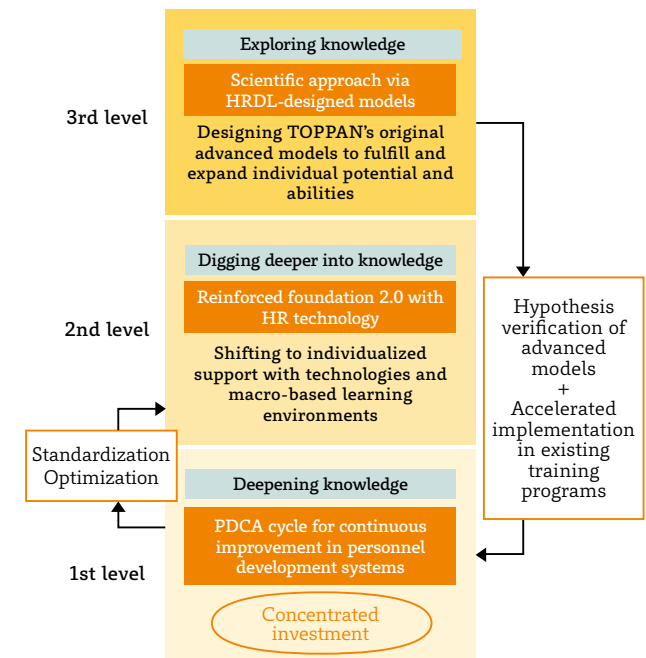 3rd level
Exploring knowledge
Scientific approach via
HRDL-designed models
Designing TOPPAN's original
advanced models to fulfill and
expand individual potential and
abilities
2nd level
Digging deeper into knowledge
Reinforced foundation 2.0 with
HR technology
Shifting to individualized
support with technologies and
macro-based learning
environments
Hypothesis
verification of
advanced
models
+
Accelerated
implementation
in existing
training
programs
Standardization
Optimization
1st level
Deepening knowledge
PDCA cycle for continuous
improvement in personnel
development systems
Concentrated
investment